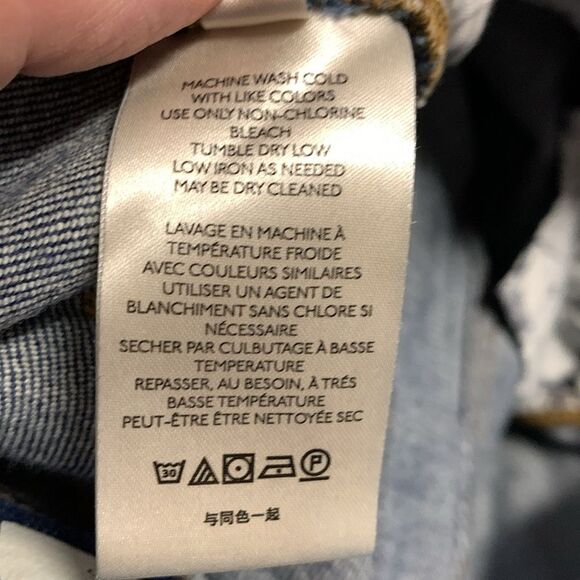 MACHINE WASH COLD
WITH LIKE COLORS
USE ONLY NON-CHLORINE
BLEACH
TUMBLE DRY LOW
LOW IRON AS NEEDED
MAY BE DRY CLEANED
LAVAGE EN MACHINE À
TEMPÉRATURE FROIDE
AVEC COULEURS SIMILAIRES
UTILISER UN AGENT DE
BLANCHIMENT SANS CHLORE SI
NÉCESSAIRE
SECHER PAR CULBUTAGE À BASSE
TEMPERATURE
REPASSER, AU BESOIN, À TRÉS
BASSE TEMPÉRATURE
PEUT-ÊTRE ÊTRE NETTOYÉE SEC
30 P
与同色一起